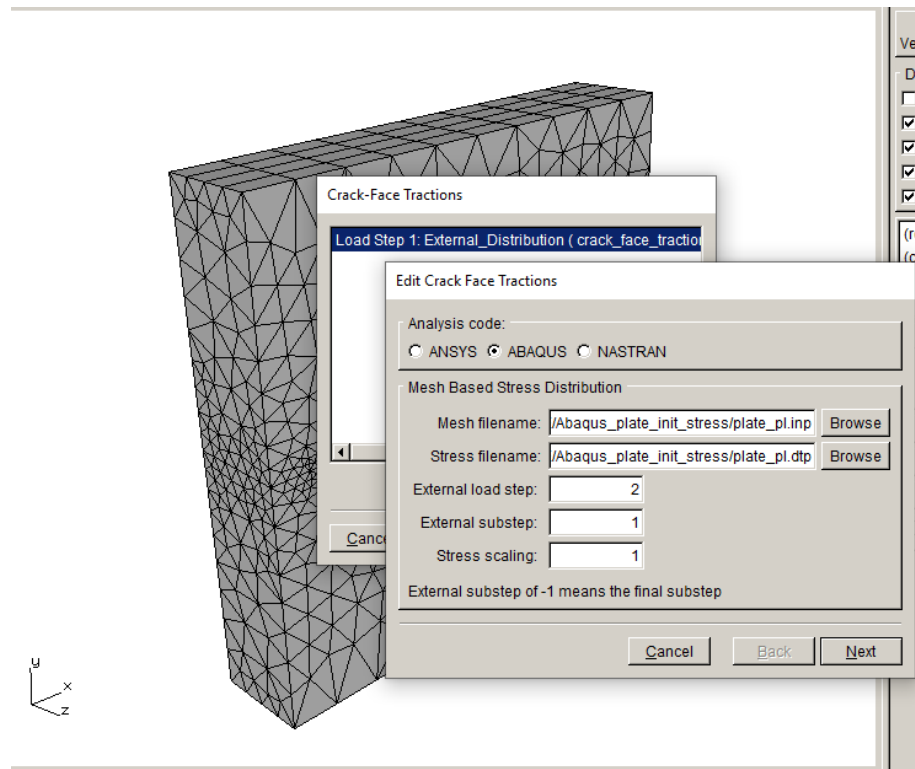 Ve
D
Crack-Face Tractions
Load Step 1: External_Distribution ( crack_face_traction
(r
(c
Edit Crack Face Tractions
Analysis code:
ANSYS ABAQUS NASTRAN
Mesh Based Stress Distribution
Mesh filename: /Abaqus_plate_init_stress/plate_pl.inp Browse
Stress filename: /Abaqus_plate_init_stress/plate_pl.dtp Browse
External load step: 2
External substep: 1
Stress scaling: 1
External substep of -1 means the final substep
Cance
Cancel Back Next
y
x
z